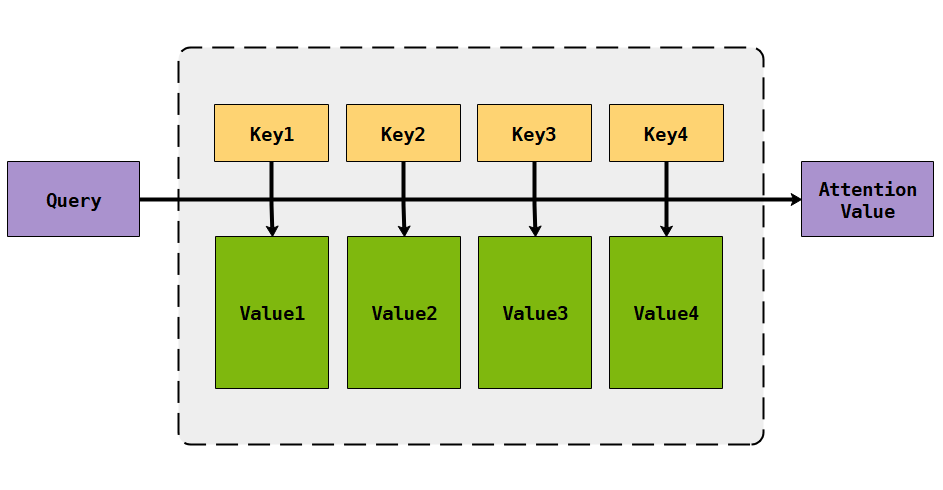 Key1
Key2
Key3
Key4
Query
Attention
Value
Value1
Value2
Value3
Value4